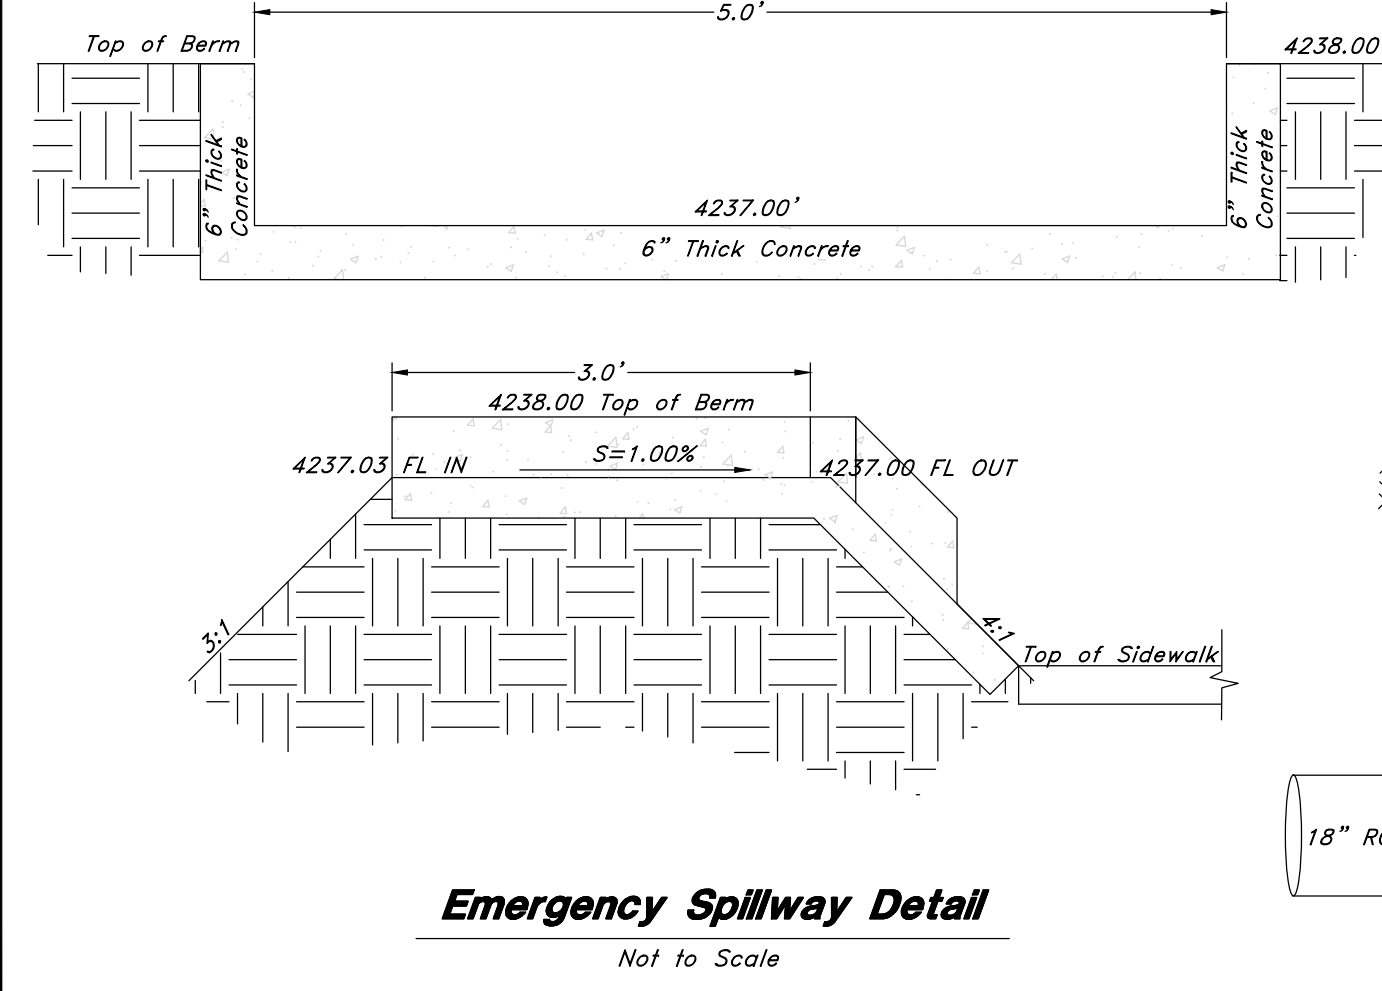 5.0'
Top of Berm
4238.00
6" Thick
Concrete
6" Thick
Concrete
4237.00'
6" Thick Concrete
3.0'
4238.00 Top of Berm
4237.03 FL IN
S=1.00%
4237.00 FL OUT
3:1
4:1
Top of Sidewalk
18"
Emergency Spillway Detail
Not to Scale